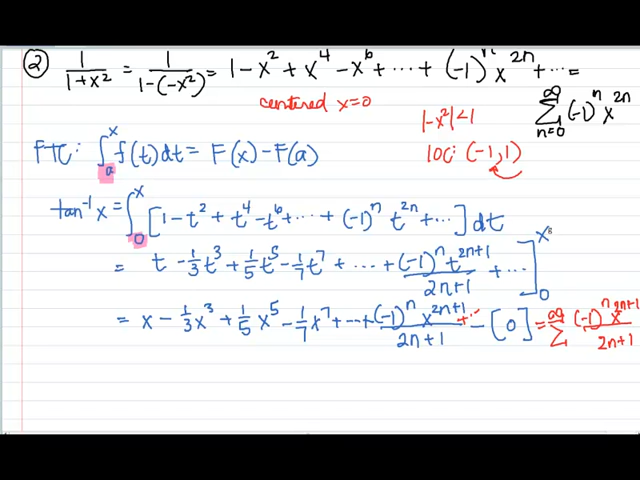 ② 1/(1+x²) = 1/(1-(-x²)) = 1 - x² + x⁴ - x⁶ + ⋯ + (-1)ⁿ x²ⁿ + ⋯ =
centered x=0 |-x²|<1 ∞∑n=0 (-1)ⁿ x²ⁿ
FTC: ∫ₐˣ f(t)dt = F(x) - F(a) IOC: (-1,1)
tan⁻¹x = ∫₀ˣ [1 - t² + t⁴ - t⁶ + ⋯ + (-1)ⁿ t²ⁿ + ⋯] dt
= t - 1/3 t³ + 1/5 t⁵ - 1/7 t⁷ + ⋯ + (-1)ⁿ t²ⁿ⁺¹/(2n+1) + ⋯ ]₀ˣ
= x - 1/3 x³ + 1/5 x⁵ - 1/7 x⁷ + ⋯ + (-1)ⁿ x²ⁿ⁺¹/(2n+1) + ⋯ - [0] = ∞∑ (-1)ⁿ x²ⁿ⁺¹/(2n+1)